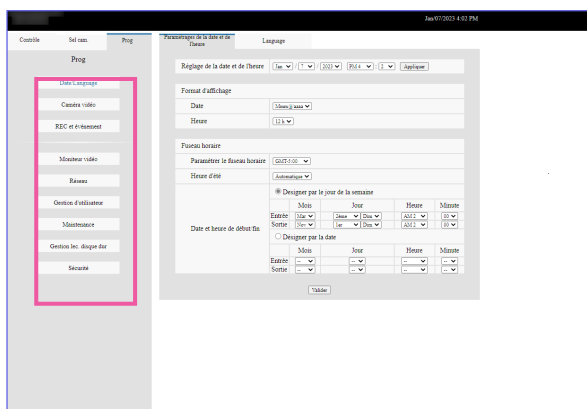 Jan/07/2023 4:02 PM
Contrôle Sel cam. Prog Paramétrages de la date et de l'heure Language
Prog
Date/Language
Caméra vidéo
REC et événement
Moniteur vidéo
Réseau
Gestion d'utilisateur
Maintenance
Gestion lec. disque dur
Sécurité
Réglage de la date et de l'heure Jan / 7 / 2023 PM 4 : 2 Appliquer
Format d'affichage
Date Mmm/jj/aaaa
Heure 12 h
Fuseau horaire
Paramétrer le fuseau horaire GMT-5:00
Heure d'été Automatique
Date et heure de début/fin
Désigner par le jour de la semaine
Mois Jour Heure Minute
Entrée Mar 2ème Dim AM 2 00
Sortie Nov 1er Dim AM 2 00
Désigner par la date
Mois Jour Heure Minute
Entrée -- -- -- --
Sortie -- -- -- --
Valider